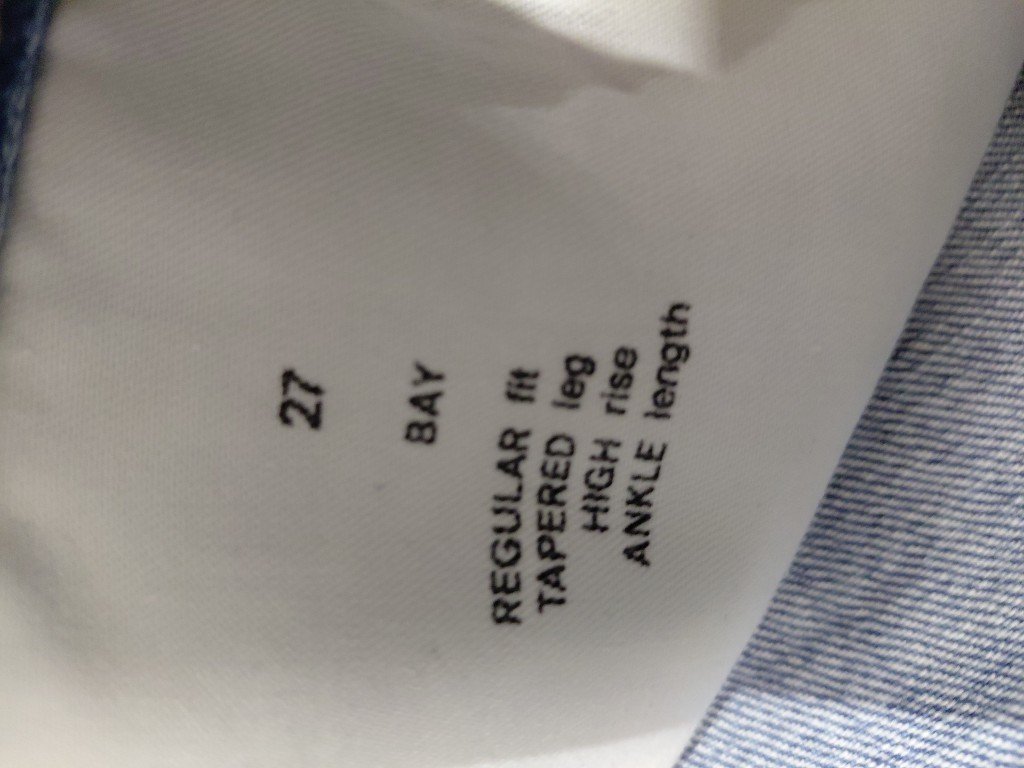 27
BAY
REGULAR fit
TAPERED leg
HIGH rise
ANKLE length